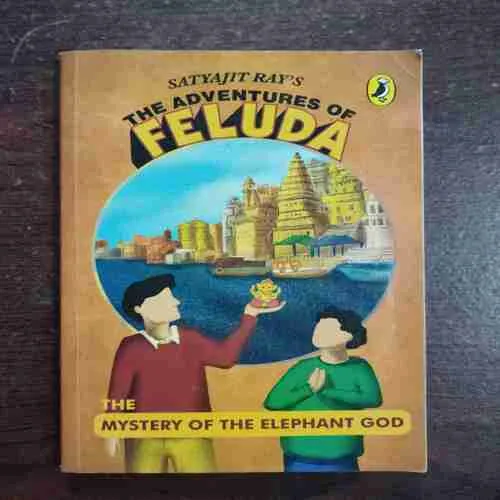 SATYAJIT RAY'S
THE ADVENTURES OF
FELUDA
THE
MYSTERY OF THE ELEPHANT GOD